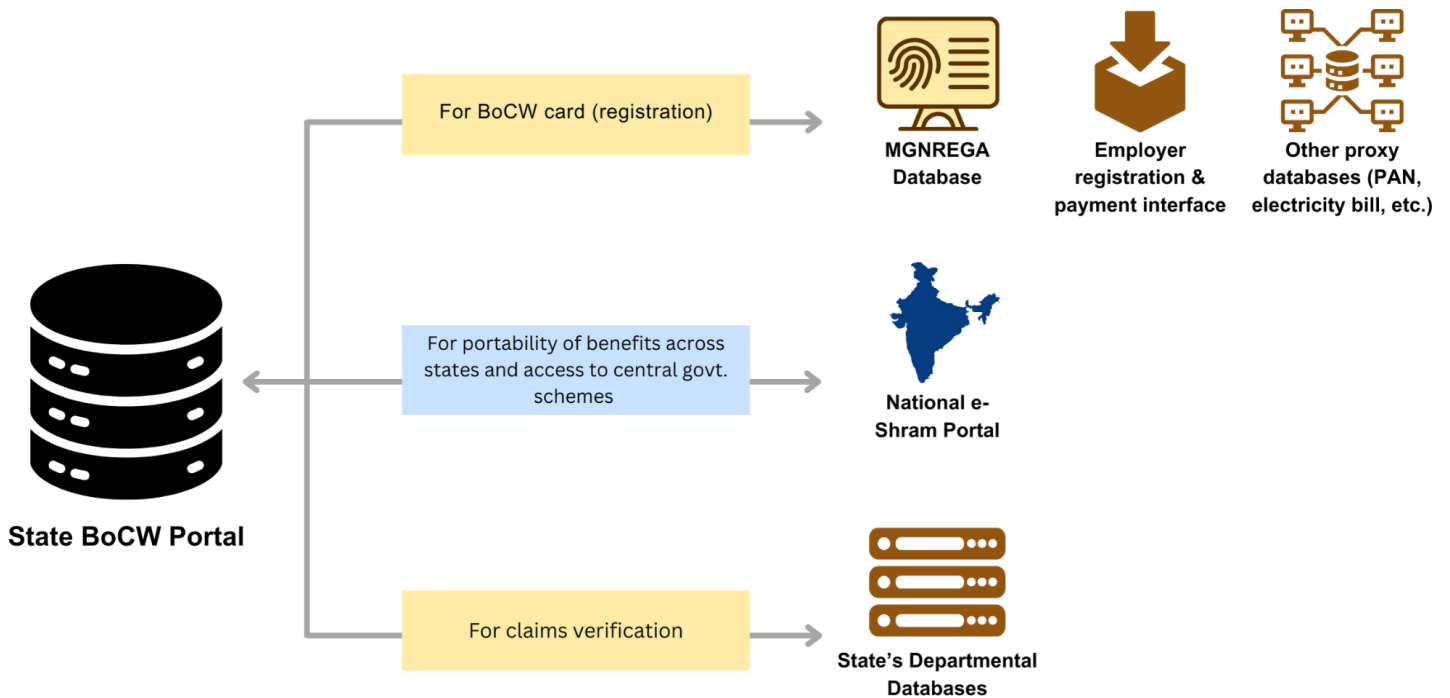 For BoCW card (registration)
MGNREGA
Database
Employer
registration &
payment interface
Other proxy
databases (PAN,
electricity bill, etc.)
For portability of benefits across
states and access to central govt.
schemes
National e-
Shram Portal
State BoCW Portal
For claims verification
State’s Departmental
Databases